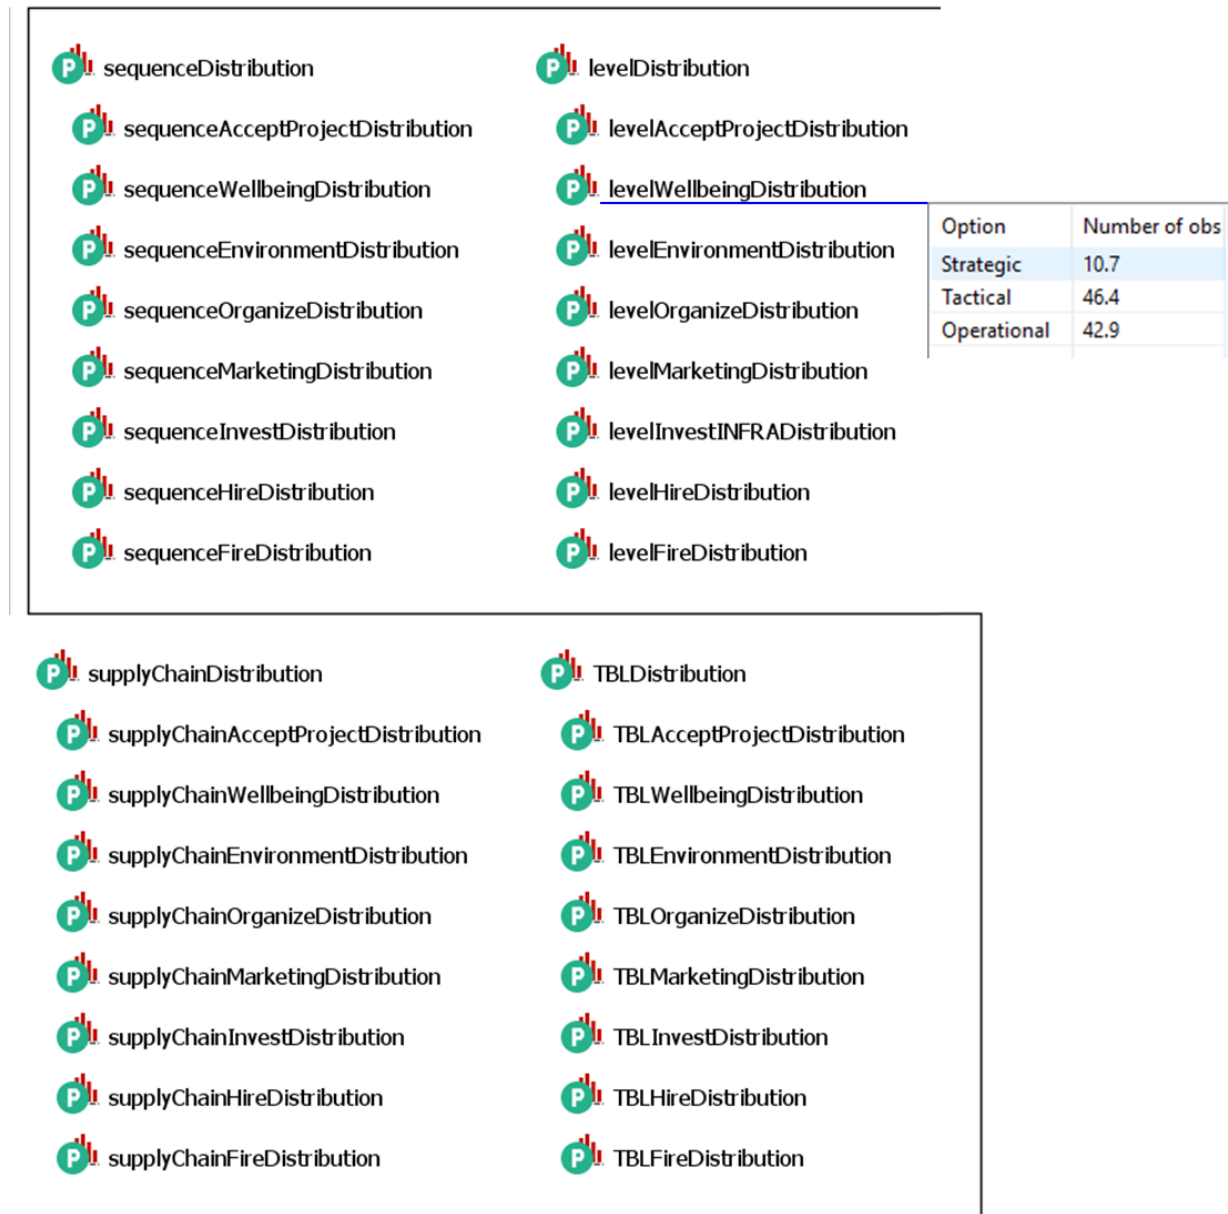 sequenceDistribution
sequenceAcceptProjectDistribution
sequenceWellbeingDistribution
sequenceEnvironmentDistribution
sequenceOrganizeDistribution
sequenceMarketingDistribution
sequenceInvestDistribution
sequenceHireDistribution
sequenceFireDistribution
levelDistribution
levelAcceptProjectDistribution
levelWellbeingDistribution
levelEnvironmentDistribution
levelOrganizeDistribution
levelMarketingDistribution
levelInvestINFRADistribution
levelHireDistribution
levelFireDistribution
Option Number of obs
Strategic 10.7
Tactical 46.4
Operational 42.9
supplyChainDistribution
supplyChainAcceptProjectDistribution
supplyChainWellbeingDistribution
supplyChainEnvironmentDistribution
supplyChainOrganizeDistribution
supplyChainMarketingDistribution
supplyChainInvestDistribution
supplyChainHireDistribution
supplyChainFireDistribution
TBLDistribution
TBLAcceptProjectDistribution
TBLWellbeingDistribution
TBLEnvironmentDistribution
TBLOrganizeDistribution
TBLMarketingDistribution
TBLInvestDistribution
TBLHireDistribution
TBLFireDistribution